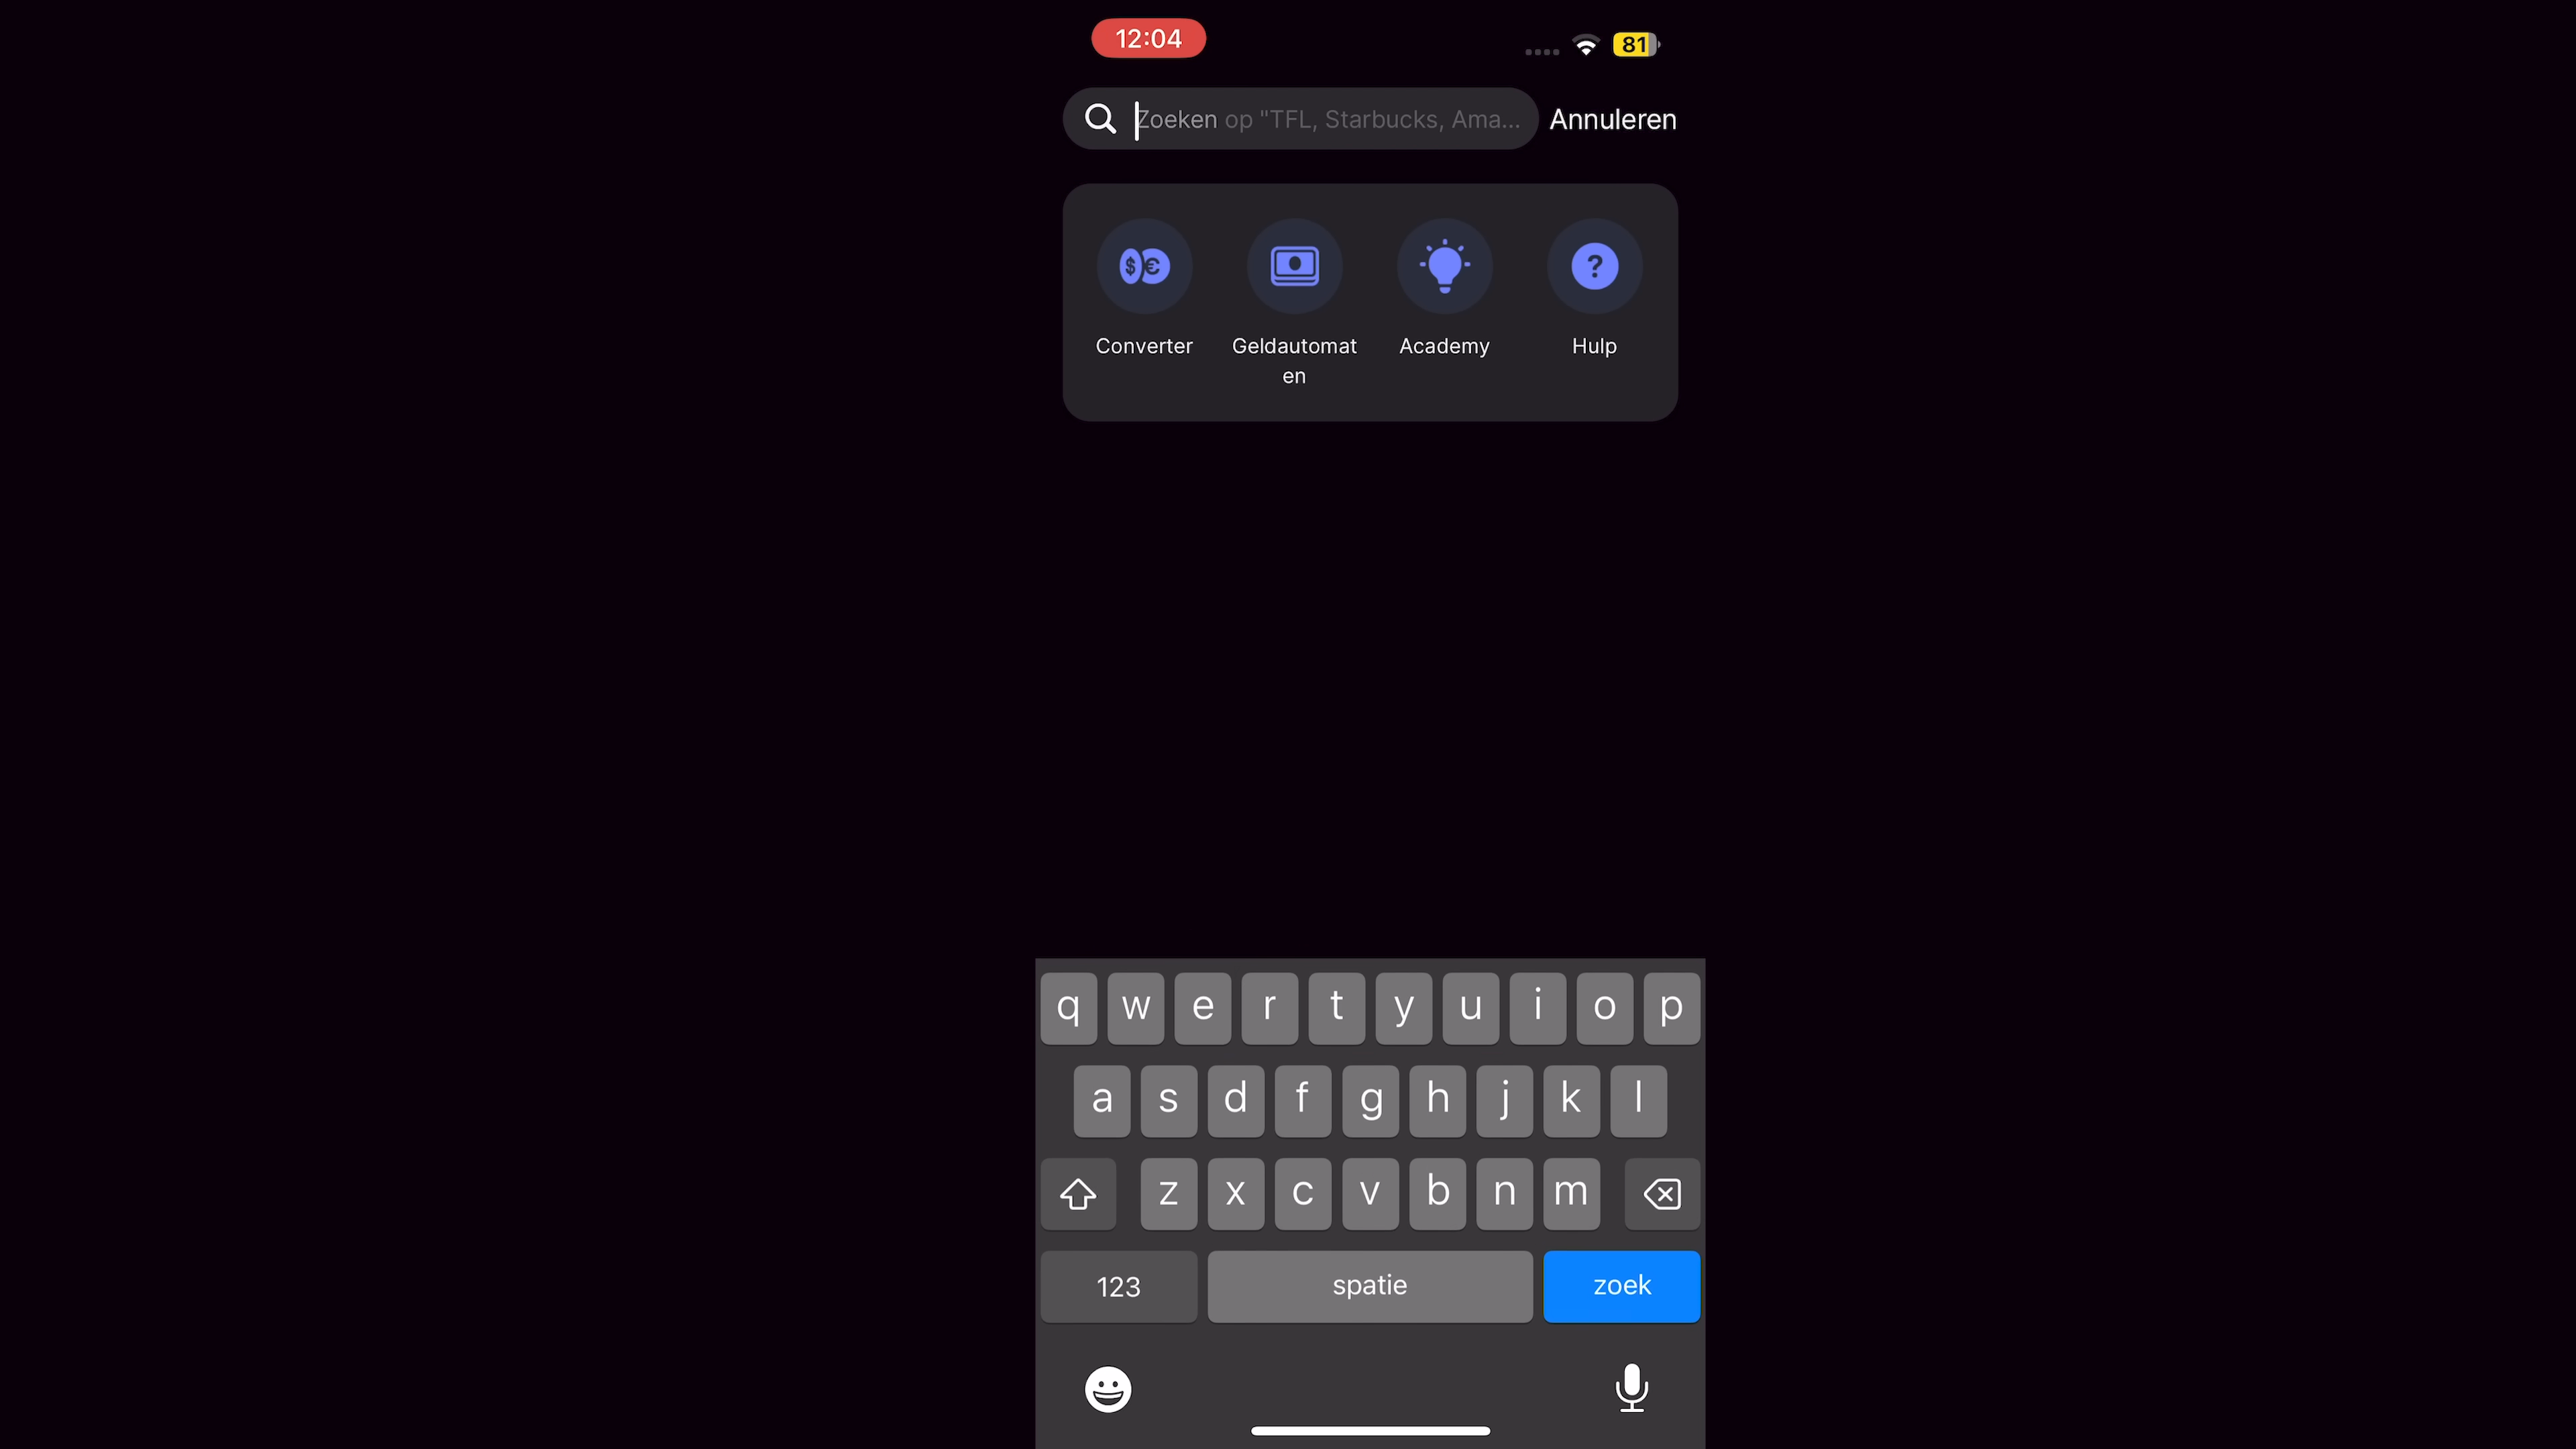 12:04
81
Zoeken op "TFL, Starbucks, Ama...
Annuleren
$ €
?
Converter
Geldautomat
en
Academy
Hulp
q w e r t y u i o p
a s d f g h j k l
z x c v b n m
123
spatie
zoek